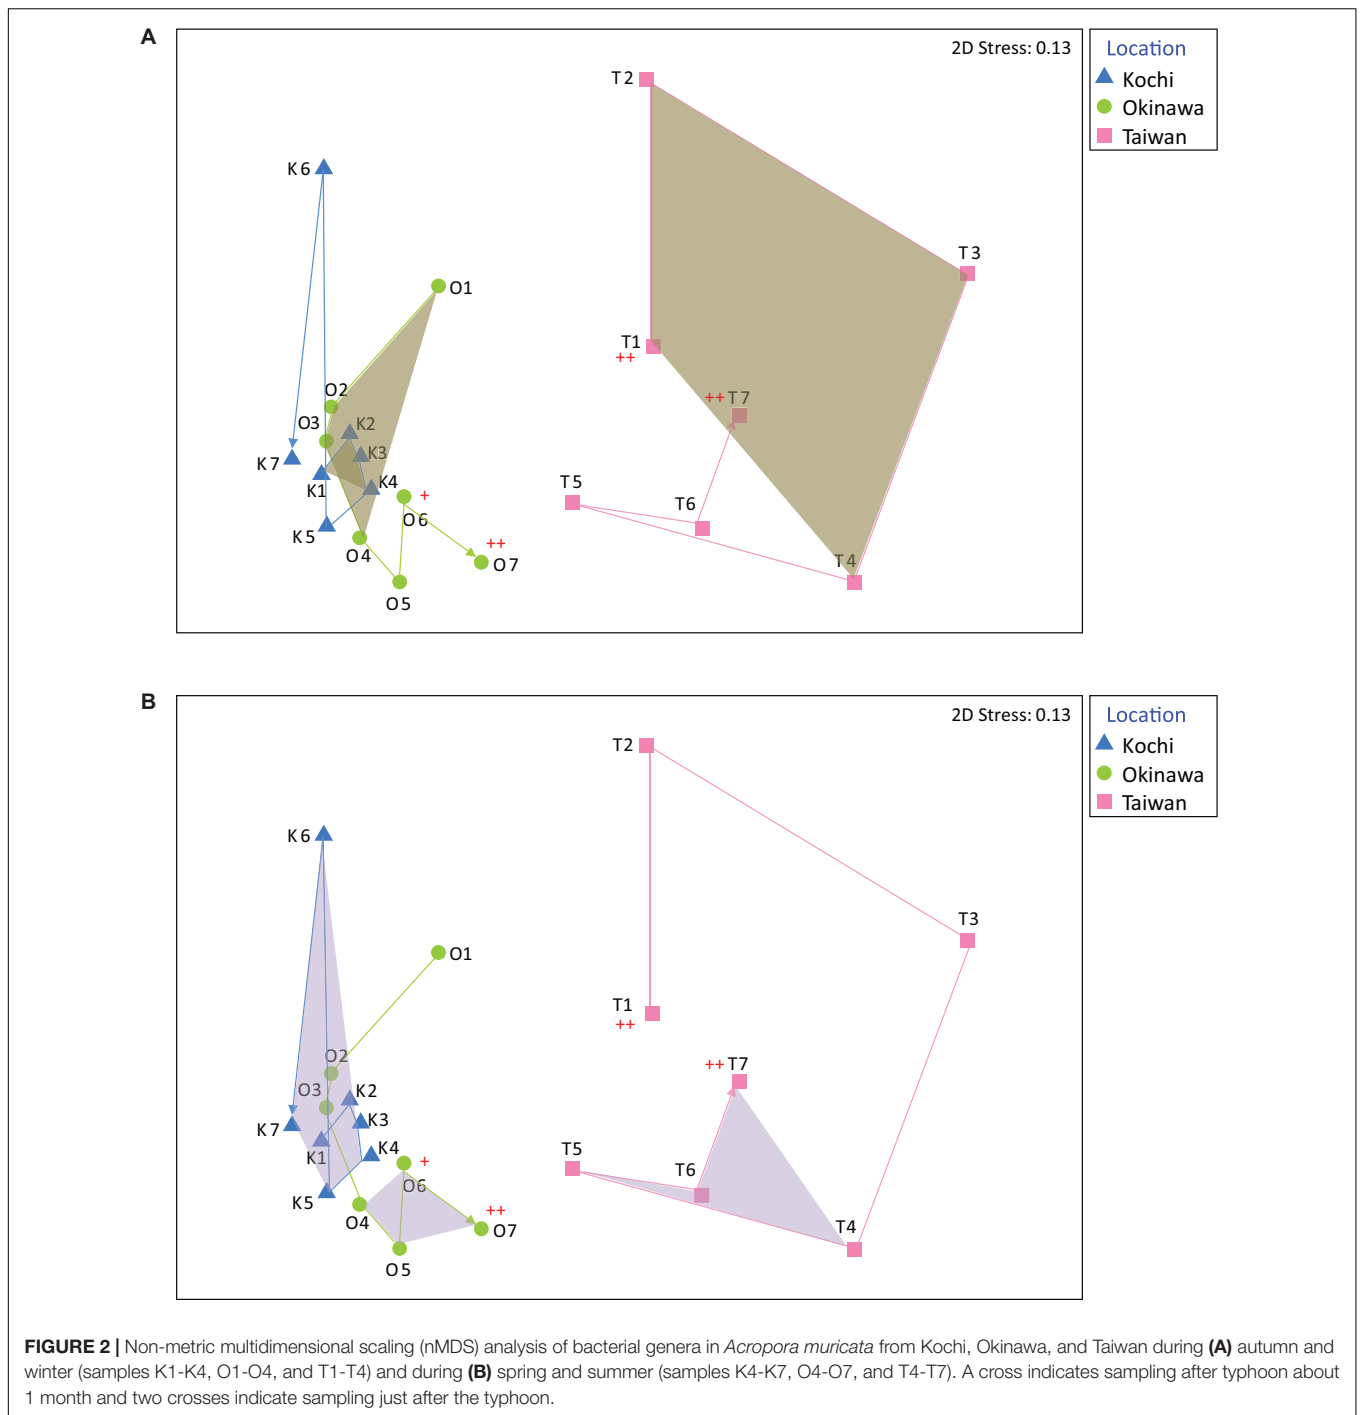 A
2D Stress: 0.13
Location
Kochi
Okinawa
Taiwan
T2
K6
T3
O1
T1
++
O2
++ T7
O3
K2
K3
K7
K1
K4
T5
+
T6
O6
K5
++
O4
O7
T4
O5
B
2D Stress: 0.13
Location
Kochi
Okinawa
Taiwan
T2
K6
T3
O1
T1
++
O2
++ T7
O3
K2
K3
K7
K1
K4
T5
+
T6
O6
K5
++
O4
O7
T4
O5
FIGURE 2 | Non-metric multidimensional scaling (nMDS) analysis of bacterial genera in Acropora muricata from Kochi, Okinawa, and Taiwan during (A) autumn and
winter (samples K1-K4, O1-O4, and T1-T4) and during (B) spring and summer (samples K4-K7, O4-O7, and T4-T7). A cross indicates sampling after typhoon about
1 month and two crosses indicate sampling just after the typhoon.